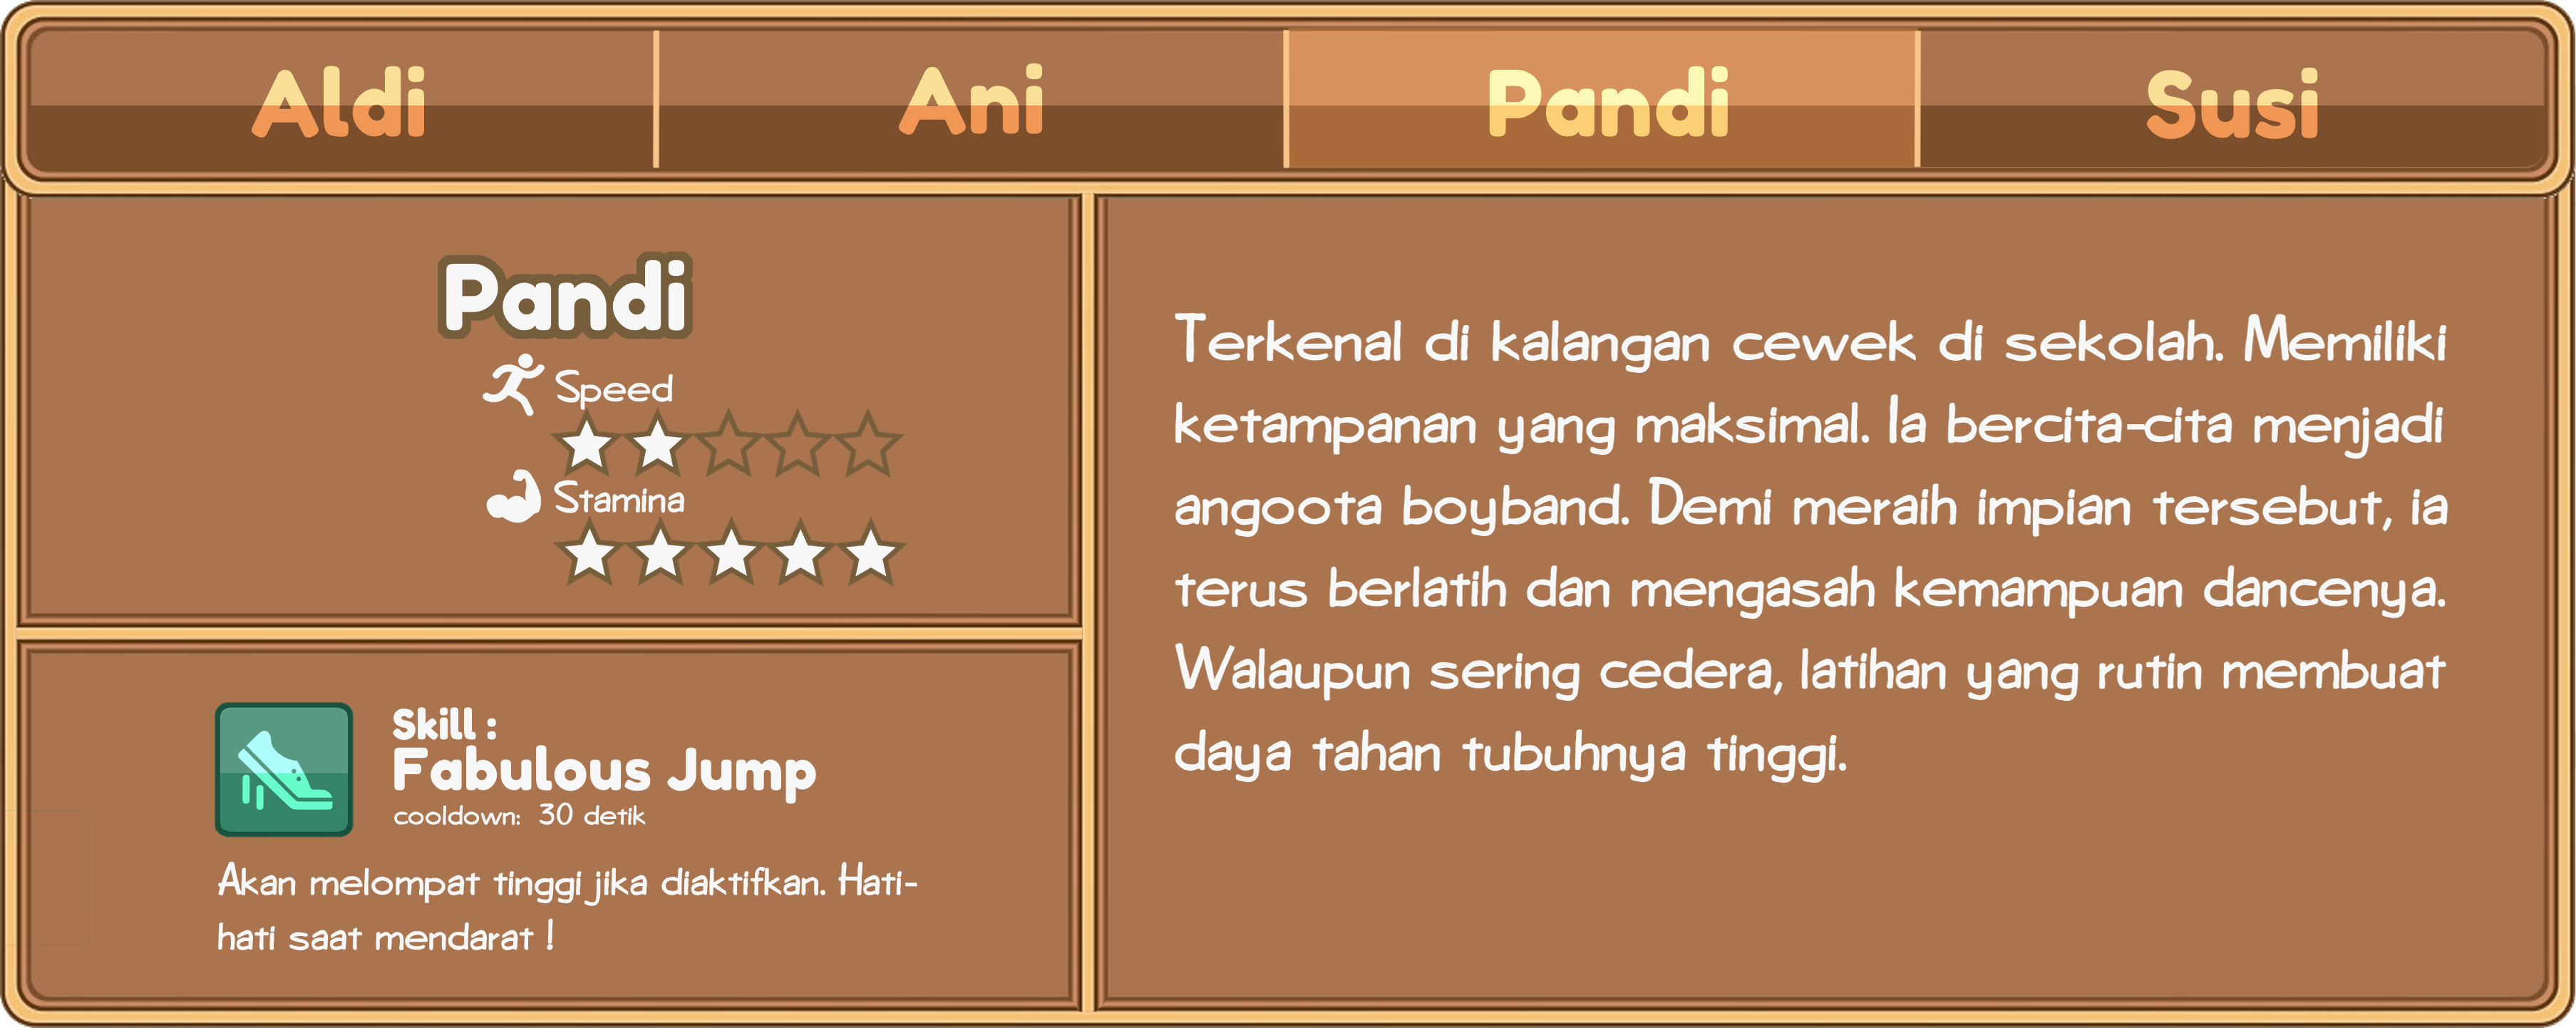 Aldi
Ani
Pandi
Susi
Pandi
Speed
Stamina
Skill :
Fabulous Jump
cooldown: 30 detik
Akan melompat tinggi jika diaktifkan. Hati-
hati saat mendarat !
Terkenal di kalangan cewek di sekolah. Memiliki
ketampanan yang maksimal. Ia bercita-cita menjadi
angoota boyband. Demi meraih impian tersebut, ia
terus berlatih dan mengasah kemampuan dancenya.
Walaupun sering cedera, latihan yang rutin membuat
daya tahan tubuhnya tinggi.